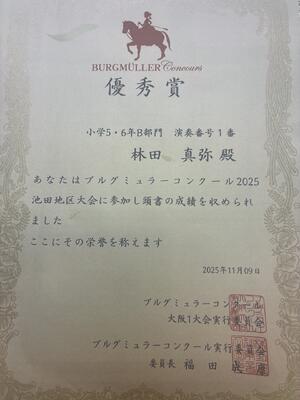 BURGMÜLLER Concours
優秀賞
小学5・6年B部門　演奏番号1番
林田　真弥 殿
あなたはブルグミュラーコンクール2025
池田地区大会に参加し頭書の成績を収められ
ました
ここにその栄誉を称えます
2025年11月09日
ブルグミュラーコンクール
大阪1大会実行委員会
ブルグミュラーコンクール実行委員会
委員長　福田